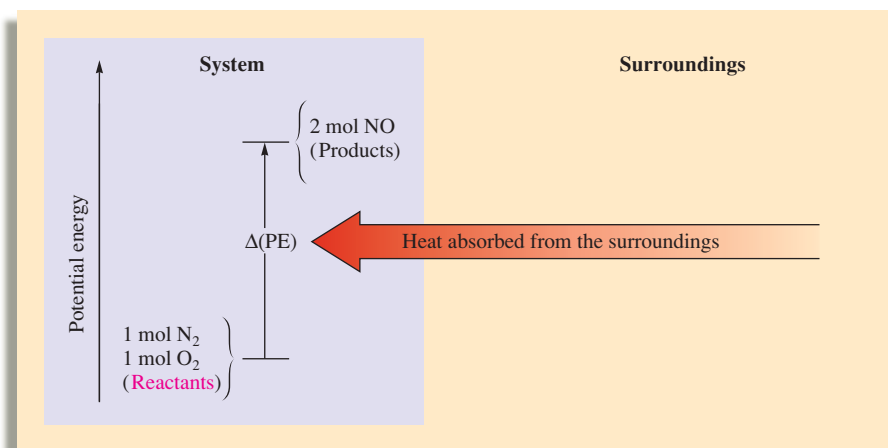 System
Surroundings
Potential energy
2 mol NO
(Products)
Δ(PE)
Heat absorbed from the surroundings
1 mol N₂
1 mol O₂
(Reactants)